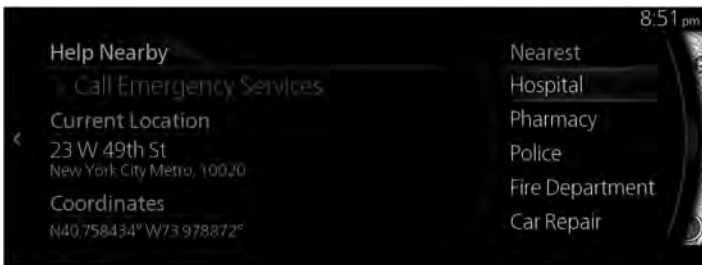 8:51 pm
Help Nearby
Call Emergency Services
Current Location
23 W 49th St
New York City Metro, 10020
Coordinates
N40.758434° W73.978872°
Nearest
Hospital
Pharmacy
Police
Fire Department
Car Repair